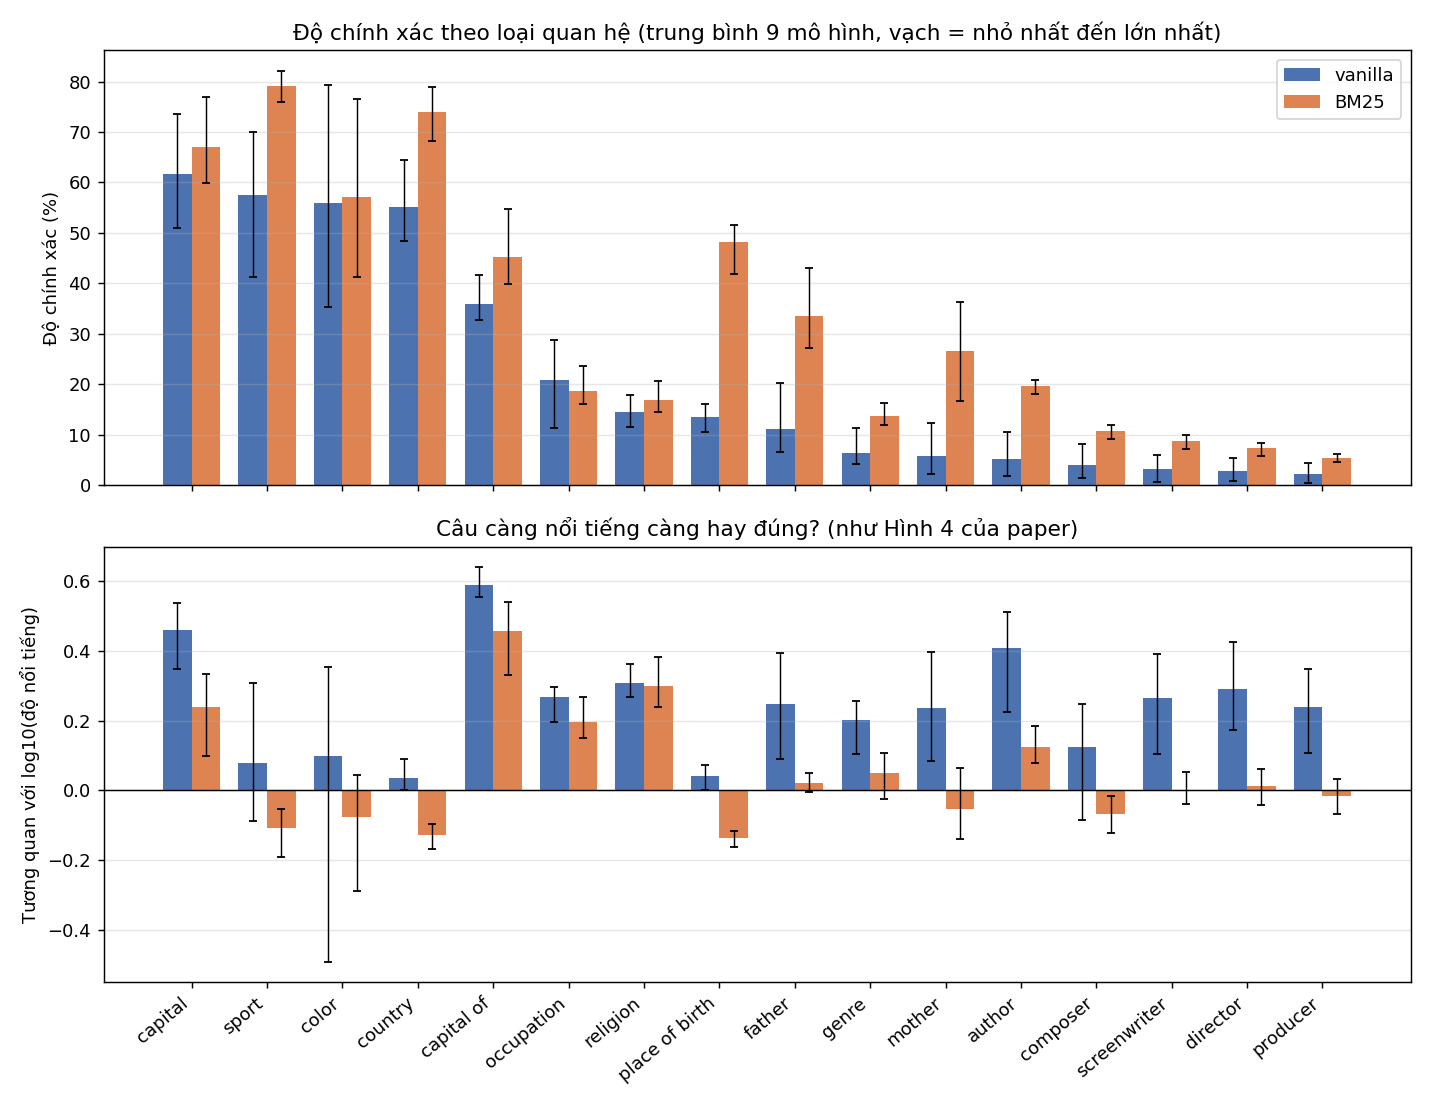 Độ chính xác theo loại quan hệ (trung bình 9 mô hình, vạch = nhỏ nhất đến lớn nhất)
vanilla
BM25
Độ chính xác (%)
80
70
60
50
40
30
20
10
0
Câu càng nổi tiếng càng hay đúng? (như Hình 4 của paper)
Tương quan với log10(độ nổi tiếng)
0.6
0.4
0.2
0.0
−0.2
−0.4
capital
sport
color
country
capital of
occupation
religion
place of birth
father
genre
mother
author
composer
screenwriter
director
producer